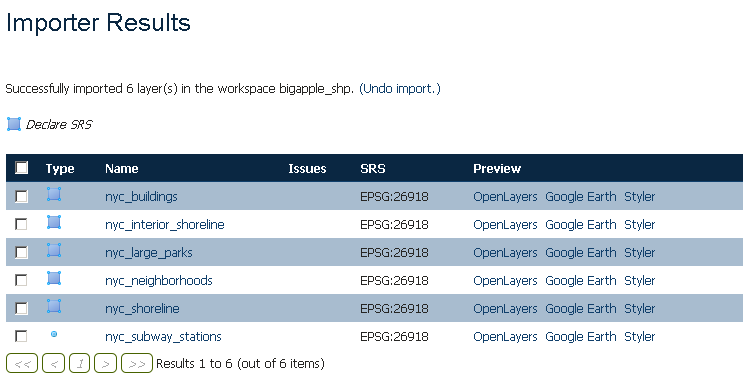 Importer Results
Successfully imported 6 layer(s) in the workspace bigapple_shp. (Undo import.)
Declare SRS
Type Name Issues SRS Preview
nyc_buildings EPSG:26918 OpenLayers Google Earth Styler
nyc_interior_shoreline EPSG:26918 OpenLayers Google Earth Styler
nyc_large_parks EPSG:26918 OpenLayers Google Earth Styler
nyc_neighborhoods EPSG:26918 OpenLayers Google Earth Styler
nyc_shoreline EPSG:26918 OpenLayers Google Earth Styler
nyc_subway_stations EPSG:26918 OpenLayers Google Earth Styler
<< < 1 > >> Results 1 to 6 (out of 6 items)